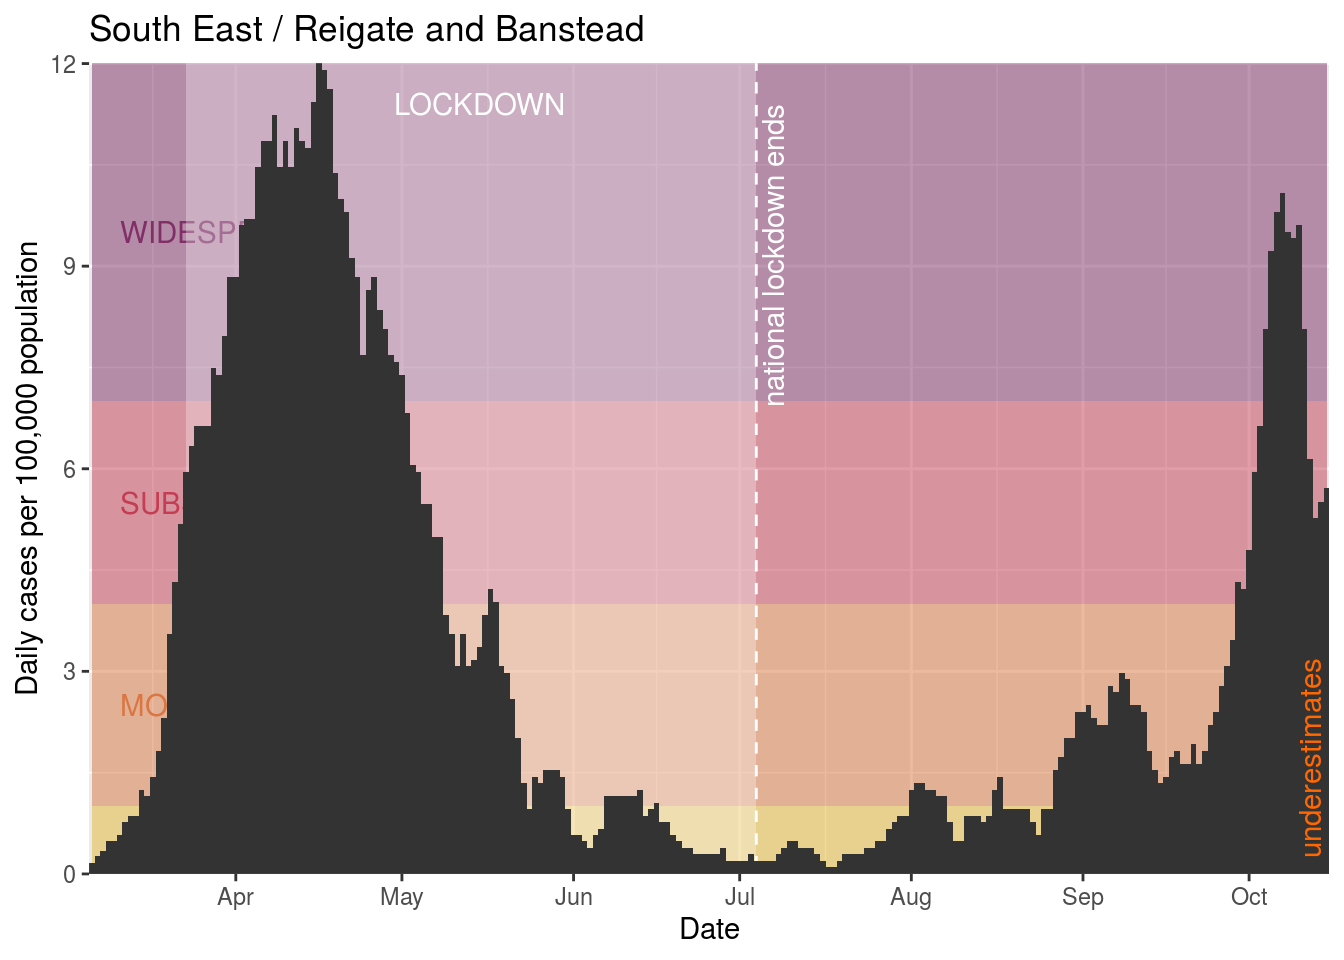 South East / Reigate and Banstead
Daily cases per 100,000 population
12
9
6
3
0
LOCKDOWN
national lockdown ends
WIDESP
SUB
MO
underestimates
Apr
May
Jun
Jul
Aug
Sep
Oct
Date